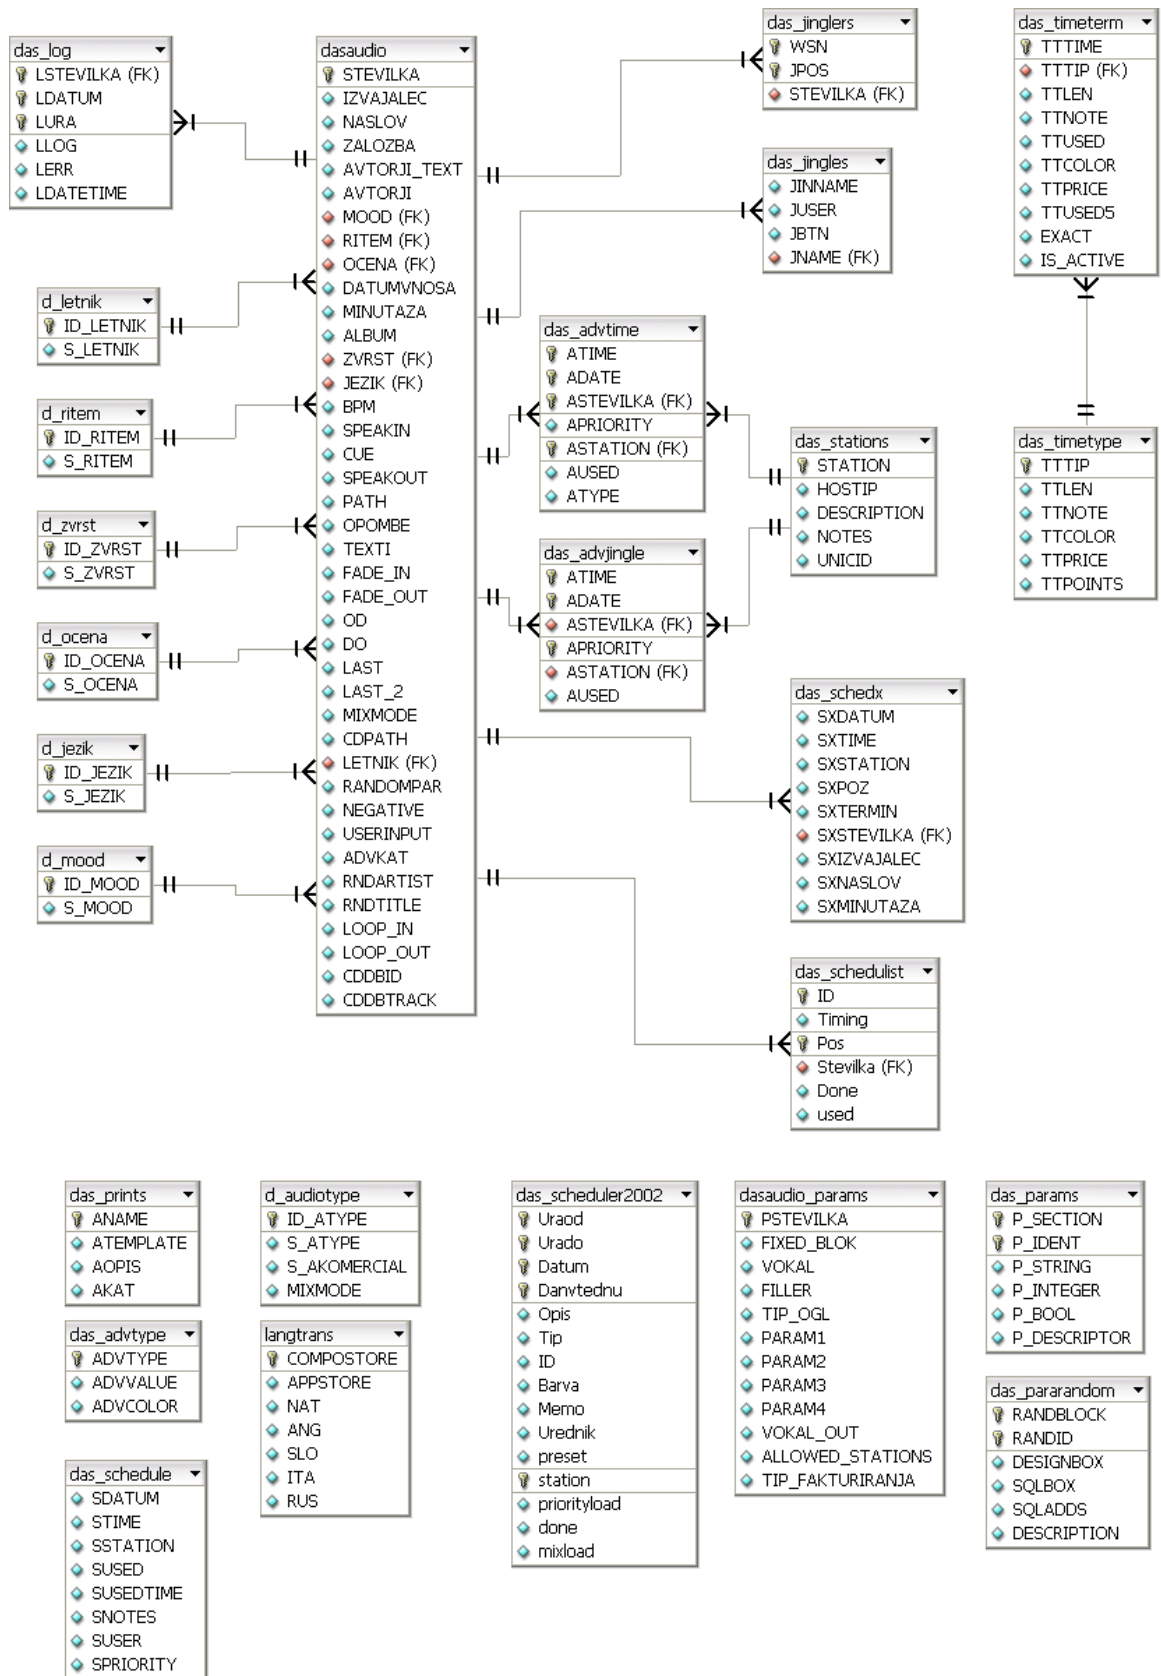 das_log
LSTEVILKA (FK)
LDATUM
LURA
LLOG
LERR
LDATETIME
d_letnik
ID_LETNIK
S_LETNIK
d_ritem
ID_RITEM
S_RITEM
d_zvrst
ID_ZVRST
S_ZVRST
d_ocena
ID_OCENA
S_OCENA
d_jezik
ID_JEZIK
S_JEZIK
d_mood
ID_MOOD
S_MOOD
dasaudio
STEVILKA
IZVAJALEC
NASLOV
ZALOZBA
AVTORJI_TEXT
AVTORJI
MOOD (FK)
RITEM (FK)
OCENA (FK)
DATUMVNOSA
MINUTAZA
ALBUM
ZVRST (FK)
JEZIK (FK)
BPM
SPEAKIN
CUE
SPEAKOUT
PATH
OPOMBE
TEXTI
FADE_IN
FADE_OUT
OD
DO
LAST
LAST_2
MIXMODE
CDPATH
LETNIK (FK)
RANDOMPAR
NEGATIVE
USERINPUT
ADVKAT
RNDARTIST
RNDTITLE
LOOP_IN
LOOP_OUT
CDDBID
CDDBTRACK
das_jinglers
WSN
JPOS
STEVILKA (FK)
das_jingles
JINNAME
JUSER
JBTN
JNAME (FK)
das_advtime
ATIME
ADATE
ASTEVILKA (FK)
APRIORITY
ASTATION (FK)
AUSED
ATYPE
das_advjingle
ATIME
ADATE
ASTEVILKA (FK)
APRIORITY
ASTATION (FK)
AUSED
das_stations
STATION
HOSTIP
DESCRIPTION
NOTES
UNICID
das_schedx
SXDATUM
SXTIME
SXSTATION
SXPOZ
SXTERMIN
SXSTEVILKA (FK)
SXIZVAJALEC
SXNASLOV
SXMINUTAZA
das_schedulist
ID
Timing
Pos
Stevilka (FK)
Done
used
das_timeterm
TTTIME
TTTIP (FK)
TTLEN
TTNOTE
TTUSED
TTCOLOR
TTPRICE
TTUSED5
EXACT
IS_ACTIVE
das_timetype
TTTIP
TTLEN
TTNOTE
TTCOLOR
TTPRICE
TTPOINTS
das_prints
ANAME
ATEMPLATE
AOPIS
AKAT
das_advtype
ADVTYPE
ADVVALUE
ADVCOLOR
das_schedule
SDATUM
STIME
SSTATION
SUSED
SUSEDTIME
SNOTES
SUSER
SPRIORITY
d_audiotype
ID_ATYPE
S_ATYPE
S_AKOMERCIAL
MIXMODE
langtrans
COMPOSTORE
APPSTORE
NAT
ANG
SLO
ITA
RUS
das_scheduler2002
Uraod
Urado
Datum
Danvtednu
Opis
Tip
ID
Barva
Memo
Urednik
preset
station
priorityload
done
mixload
dasaudio_params
PSTEVILKA
FIXED_BLOK
VOKAL
FILLER
TIP_OGL
PARAM1
PARAM2
PARAM3
PARAM4
VOKAL_OUT
ALLOWED_STATIONS
TIP_FAKTURIRANJA
das_params
P_SECTION
P_IDENT
P_STRING
P_INTEGER
P_BOOL
P_DESCRIPTOR
das_pararandom
RANDBLOCK
RANDID
DESIGNBOX
SQLBOX
SQLADDS
DESCRIPTION